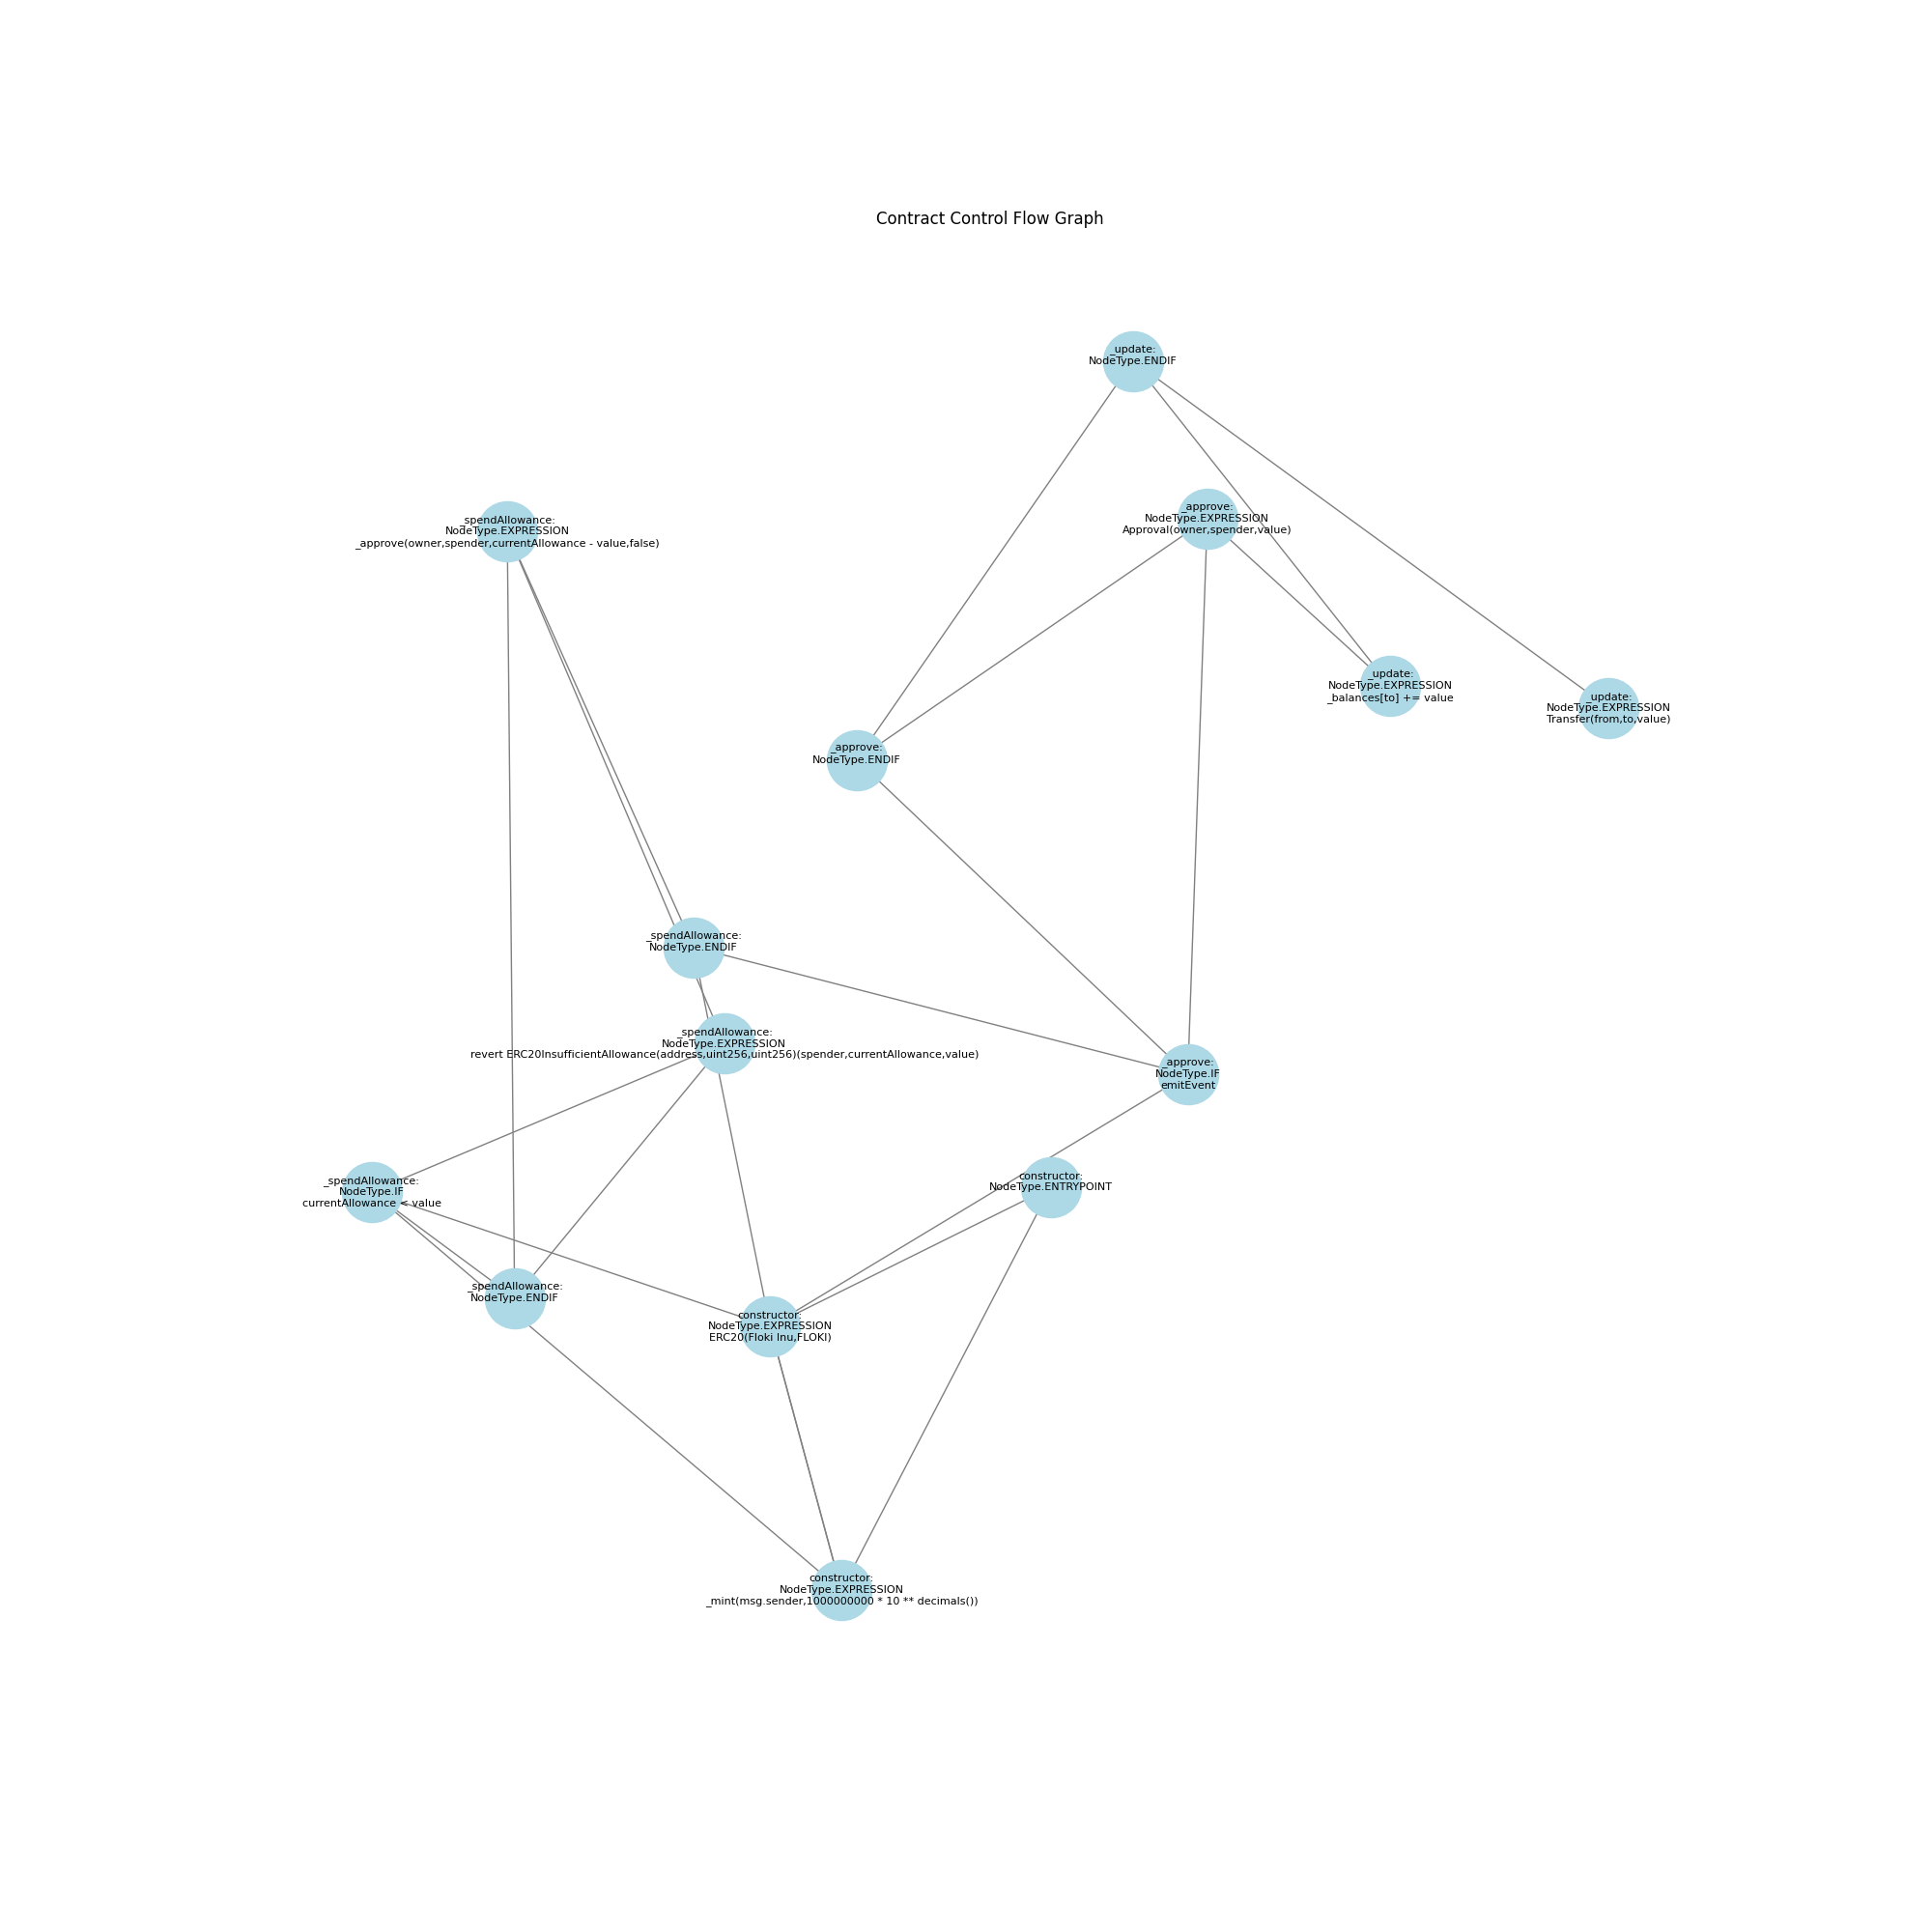 Contract Control Flow Graph
_update:
NodeType.ENDIF
_approve:
NodeType.EXPRESSION
Approval(owner,spender,value)
_spendAllowance:
NodeType.EXPRESSION
_approve(owner,spender,currentAllowance - value,false)
_update:
NodeType.EXPRESSION
_balances[to] += value
_update:
NodeType.EXPRESSION
Transfer(from,to,value)
_approve:
NodeType.ENDIF
_spendAllowance:
NodeType.ENDIF
_spendAllowance:
NodeType.EXPRESSION
revert ERC20InsufficientAllowance(address,uint256,uint256)(spender,currentAllowance,value)
_approve:
NodeType.IF
emitEvent
constructor:
NodeType.ENTRYPOINT
_spendAllowance:
NodeType.IF
currentAllowance < value
_spendAllowance:
NodeType.ENDIF
constructor:
NodeType.EXPRESSION
ERC20(Floki Inu,FLOKI)
constructor:
NodeType.EXPRESSION
_mint(msg.sender,1000000000 * 10 ** decimals())